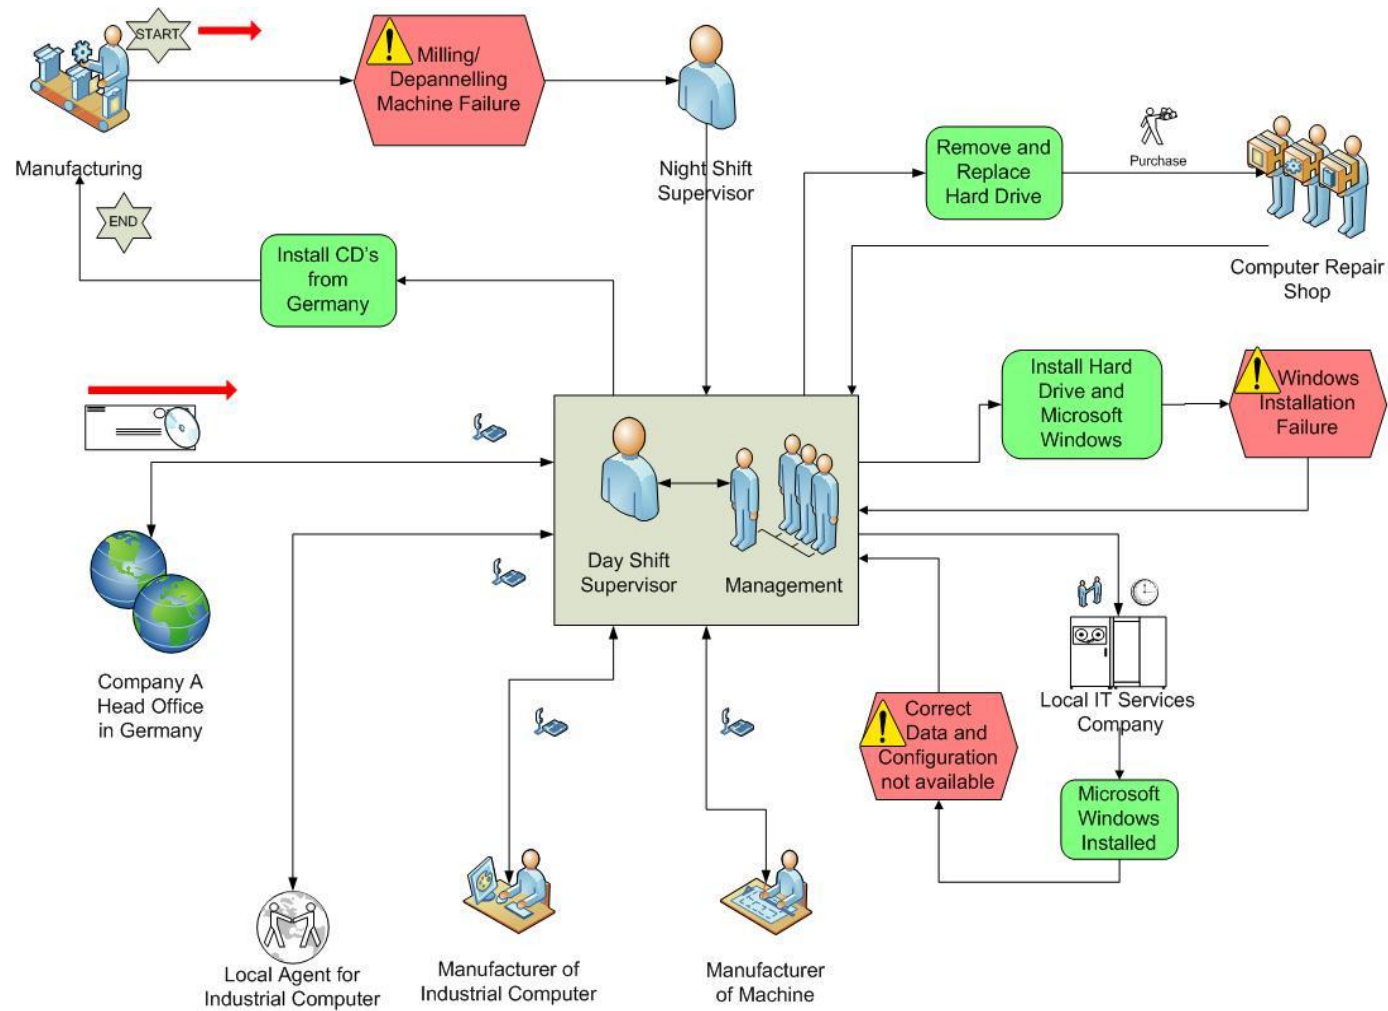 START
Milling/
Depannelling
Machine Failure
Manufacturing
Night Shift
Supervisor
Remove and
Replace
Hard Drive
Purchase
Computer Repair
Shop
END
Install CD's
from
Germany
Install Hard
Drive and
Microsoft
Windows
Windows
Installation
Failure
Day Shift
Supervisor
Management
Company A
Head Office
in Germany
Correct
Data and
Configuration
not available
Local IT Services
Company
Microsoft
Windows
Installed
Local Agent for
Industrial Computer
Manufacturer of
Industrial Computer
Manufacturer
of Machine